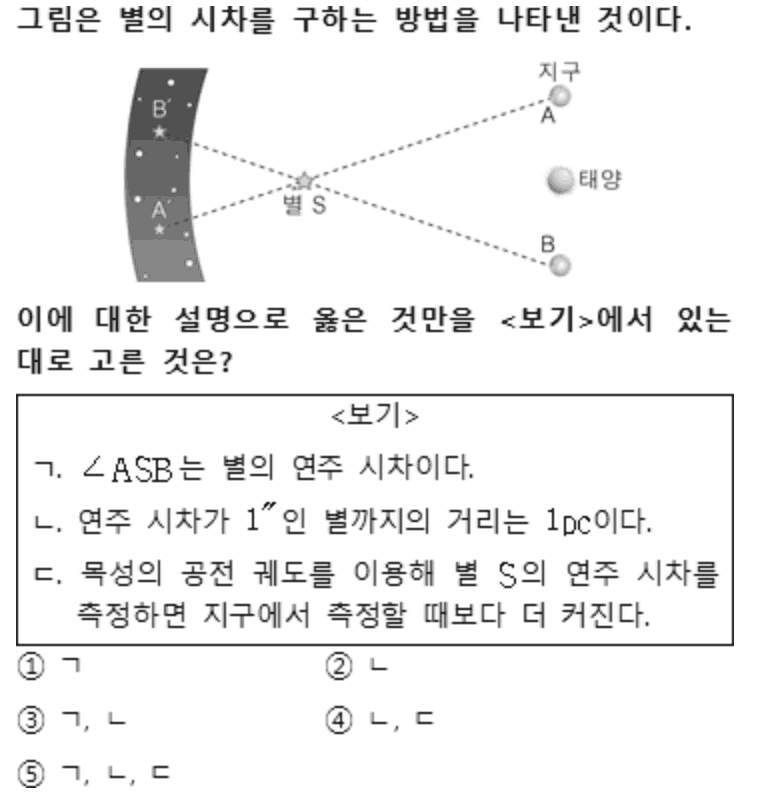 그림은 별의 시차를 구하는 방법을 나타낸 것이다.
지구
B´
A
태양
별 S
A´
B
이에 대한 설명으로 옳은 것만을 <보기>에서 있는
대로 고른 것은?
<보기>
ㄱ. ∠ASB는 별의 연주 시차이다.
ㄴ. 연주 시차가 1″인 별까지의 거리는 1pc이다.
ㄷ. 목성의 공전 궤도를 이용해 별 S의 연주 시차를
측정하면 지구에서 측정할 때보다 더 커진다.
① ㄱ ② ㄴ
③ ㄱ, ㄴ ④ ㄴ, ㄷ
⑤ ㄱ, ㄴ, ㄷ